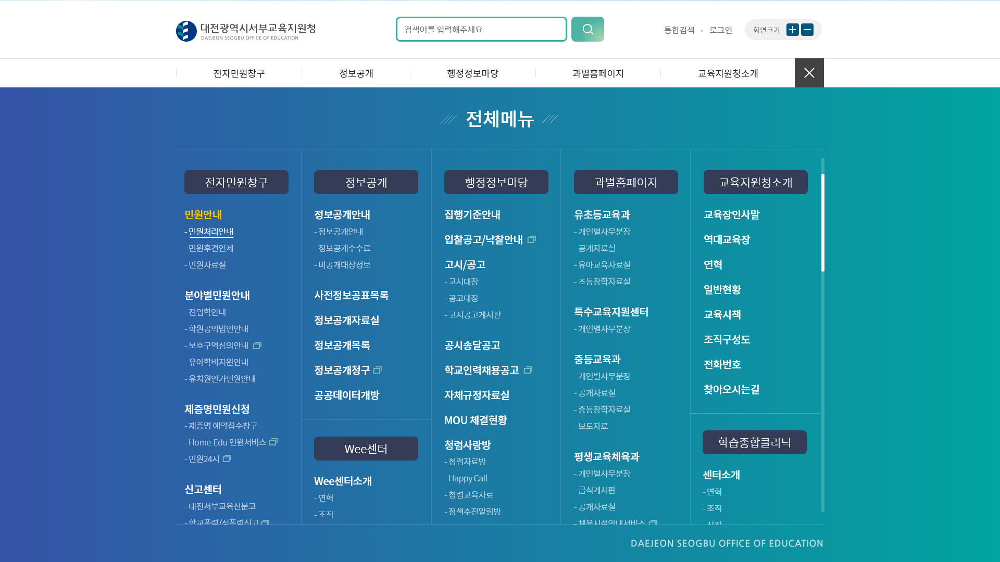 대전광역시서부교육지원청
DAEJEON SEOGBU OFFICE OF EDUCATION
검색어를 입력해주세요
통합검색
로그인
화면크기
전자민원창구
정보공개
행정정보마당
과별홈페이지
교육지원청소개
전체메뉴
전자민원창구
민원안내
- 민원처리안내
- 민원후견인제
- 민원자료실
분야별민원안내
- 전입학안내
- 학원공익법인안내
- 보호구역심의안내
- 유아학비지원안내
- 유치원인가민원안내
제증명민원신청
- 제증명 예약접수창구
- Home-Edu 민원서비스
- 민원24시
신고센터
- 대전서부교육신문고
- 학교폭력/성폭력신고
정보공개
정보공개안내
- 정보공개안내
- 정보공개수수료
- 비공개대상정보
사전정보공표목록
정보공개자료실
정보공개목록
정보공개청구
공공데이터개방
Wee센터
Wee센터소개
- 연혁
- 조직
행정정보마당
집행기준안내
입찰공고/낙찰안내
고시/공고
- 고시대장
- 공고대장
- 고시공고게시판
공시송달공고
학교인력채용공고
자체규정자료실
MOU 체결현황
청렴사랑방
- 청렴자료방
- Happy Call
- 청렴교육자료
- 정책추진알림방
과별홈페이지
유초등교육과
- 개인별사무분장
- 공개자료실
- 유아교육자료실
- 초등장학자료실
특수교육지원센터
- 개인별사무분장
중등교육과
- 개인별사무분장
- 공개자료실
- 중등장학자료실
- 보도자료
평생교육체육과
- 개인별사무분장
- 급식게시판
- 공개자료실
- 체육시설안내서비스
교육지원청소개
교육장인사말
역대교육장
연혁
일반현황
교육시책
조직구성도
전화번호
찾아오시는길
학습종합클리닉
센터소개
- 연혁
- 조직
DAEJEON SEOGBU OFFICE OF EDUCATION